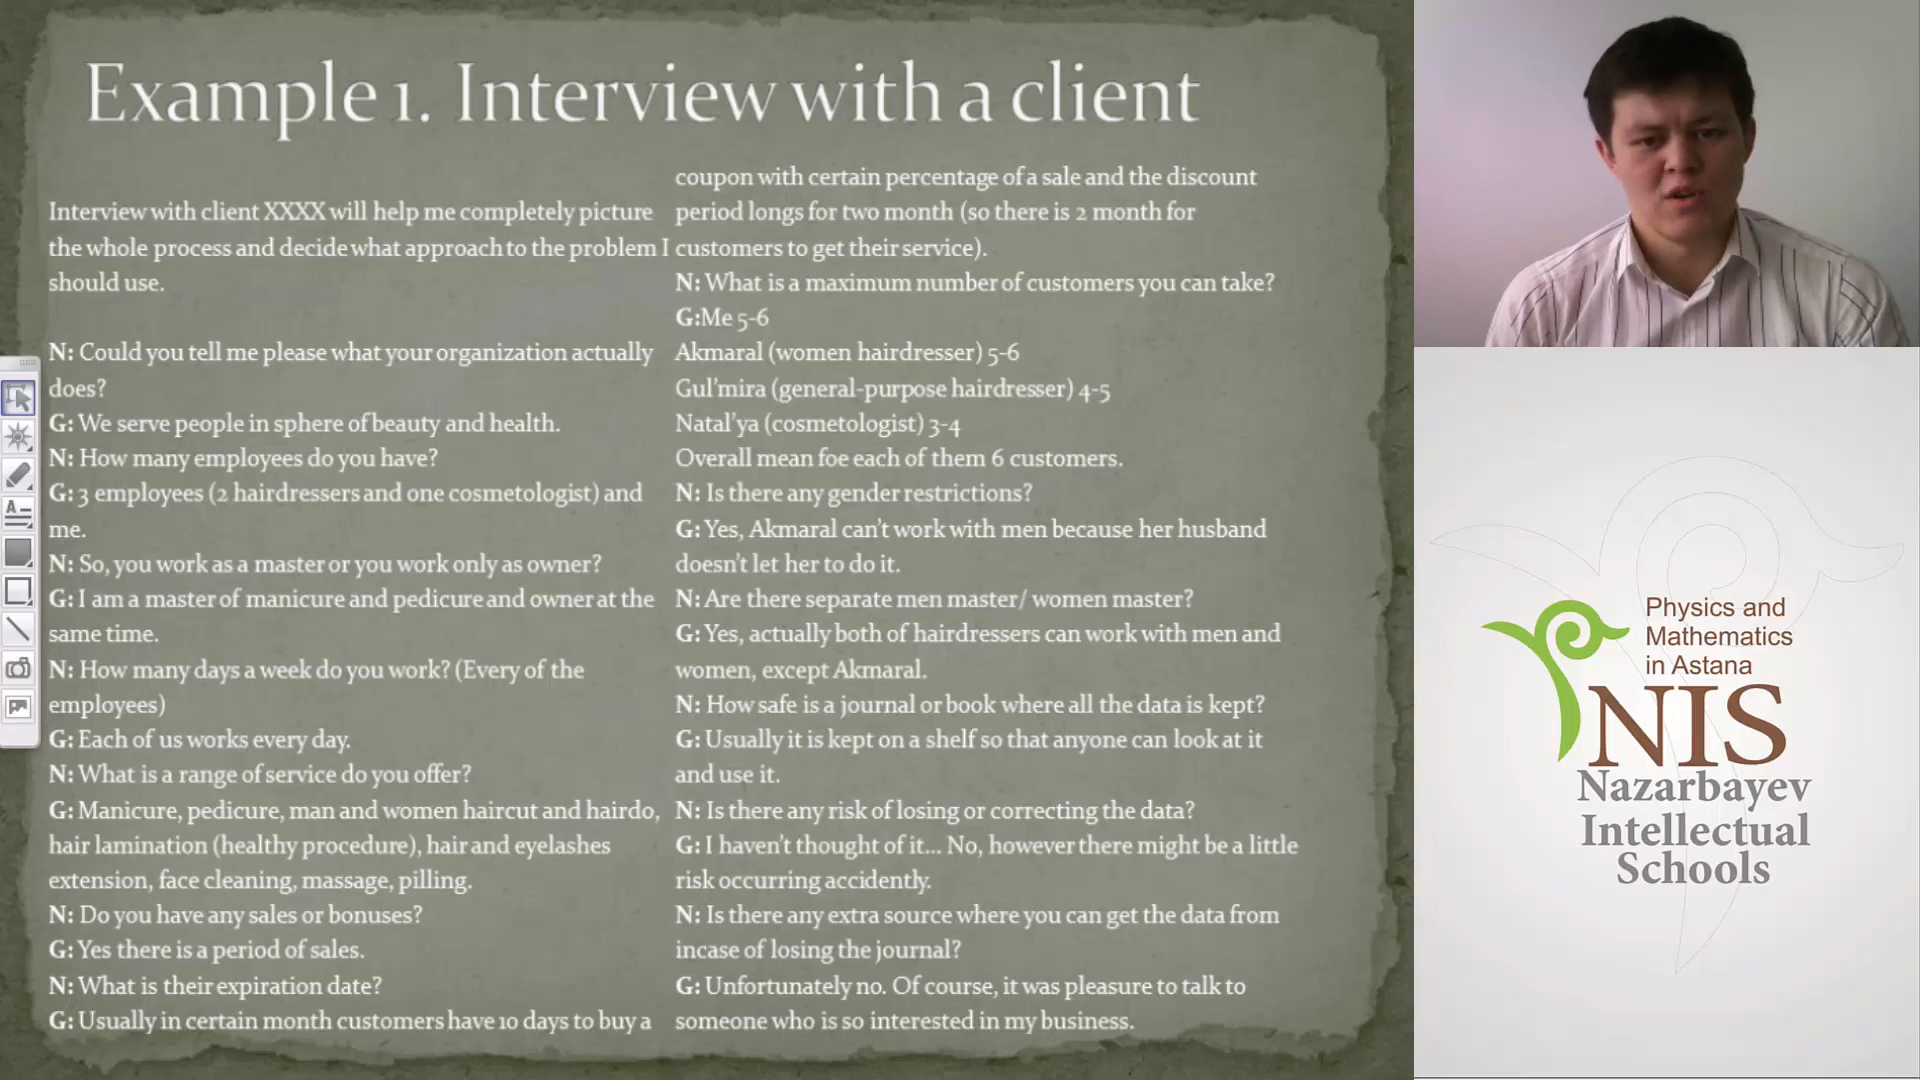 Example 1. Interview with a client
Interview with client XXXX will help me completely picture
the whole process and decide what approach to the problem I
should use.
N: Could you tell me please what your organization actually
does?
G: We serve people in sphere of beauty and health.
N: How many employees do you have?
G: 3 employees (2 hairdressers and one cosmetologist) and
me.
N: So, you work as a master or you work only as owner?
G: I am a master of manicure and pedicure and owner at the
same time.
N: How many days a week do you work? (Every of the
employees)
G: Each of us works every day.
N: What is a range of service do you offer?
G: Manicure, pedicure, man and women haircut and hairdo,
hair lamination (healthy procedure), hair and eyelashes
extension, face cleaning, massage, pilling.
N: Do you have any sales or bonuses?
G: Yes there is a period of sales.
N: What is their expiration date?
G: Usually in certain month customers have 10 days to buy a
coupon with certain percentage of a sale and the discount
period longs for two month (so there is 2 month for
customers to get their service).
N: What is a maximum number of customers you can take?
G:Me 5-6
Akmaral (women hairdresser) 5-6
Gul'mira (general-purpose hairdresser) 4-5
Natal'ya (cosmetologist) 3-4
Overall mean foe each of them 6 customers.
N: Is there any gender restrictions?
G: Yes, Akmaral can't work with men because her husband
doesn't let her to do it.
N: Are there separate men master/ women master?
G: Yes, actually both of hairdressers can work with men and
women, except Akmaral.
N: How safe is a journal or book where all the data is kept?
G: Usually it is kept on a shelf so that anyone can look at it
and use it.
N: Is there any risk of losing or correcting the data?
G: I haven't thought of it... No, however there might be a little
risk occurring accidently.
N: Is there any extra source where you can get the data from
incase of losing the journal?
G: Unfortunately no. Of course, it was pleasure to talk to
someone who is so interested in my business.
Physics and
Mathematics
in Astana
NIS
Nazarbayev
Intellectual
Schools